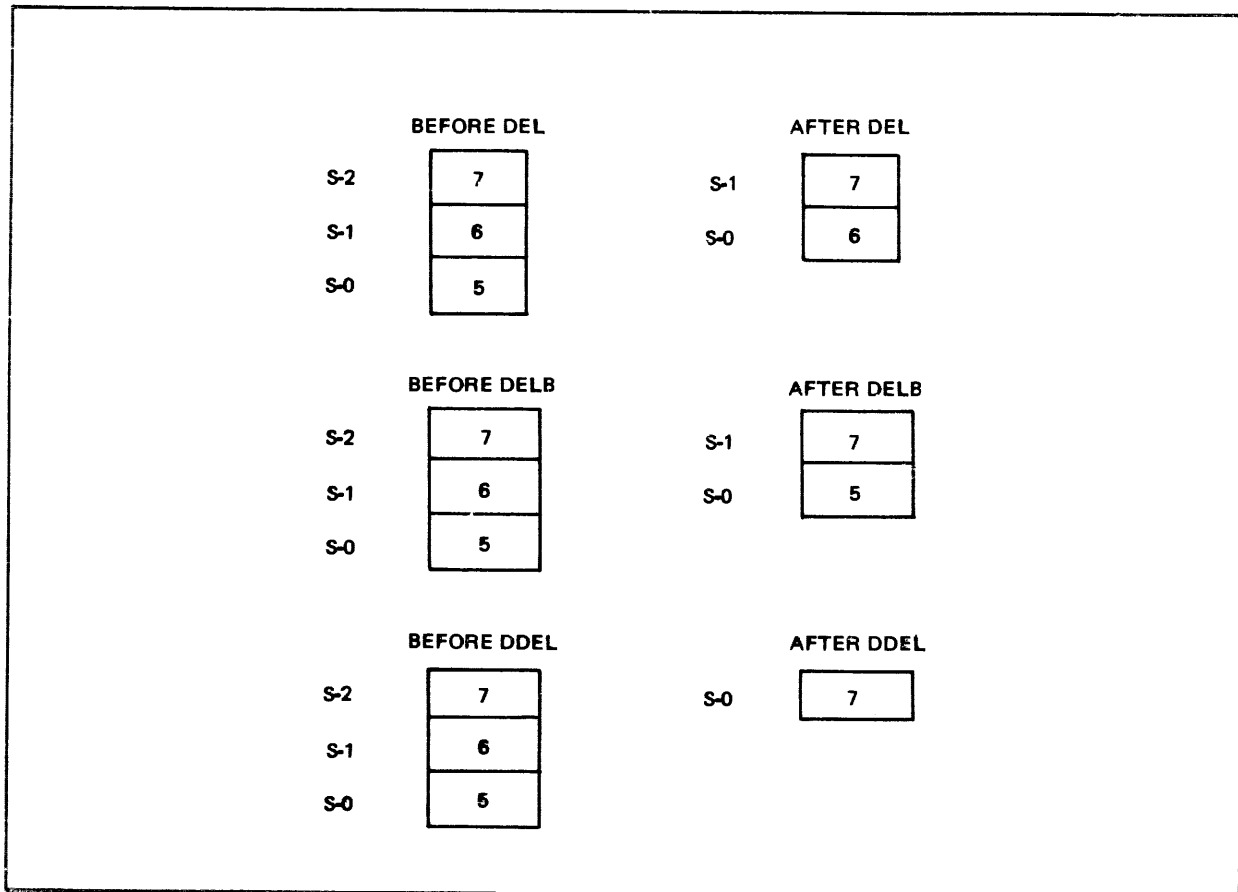 BEFORE DEL
AFTER DEL
S-2 7
S-1 7
S-1 6
S-0 6
S-0 5
BEFORE DELB
AFTER DELB
S-2 7
S-1 7
S-1 6
S-0 5
S-0 5
BEFORE DDEL
AFTER DDEL
S-2 7
S-0 7
S-1 6
S-0 5